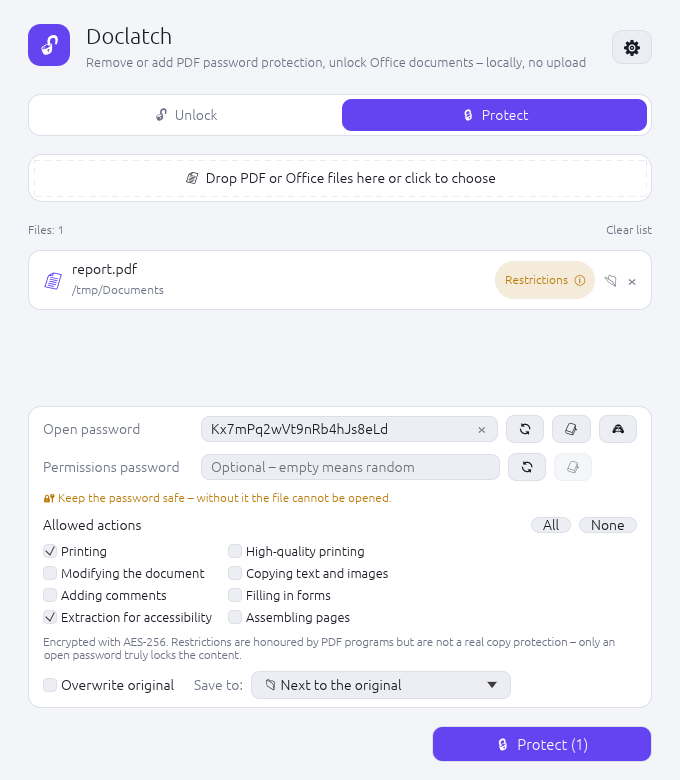 Doclatch
Remove or add PDF password protection, unlock Office documents – locally, no upload
Unlock
Protect
Drop PDF or Office files here or click to choose
Files: 1
Clear list
report.pdf
/tmp/Documents
Restrictions
Open password
Kx7mPq2wVt9nRb4hJs8eLd
Permissions password
Optional – empty means random
Keep the password safe – without it the file cannot be opened.
Allowed actions
All
None
Printing
High-quality printing
Modifying the document
Copying text and images
Adding comments
Filling in forms
Extraction for accessibility
Assembling pages
Encrypted with AES-256. Restrictions are honoured by PDF programs but are not a real copy protection – only an
open password truly locks the content.
Overwrite original
Save to:
Next to the original
Protect (1)